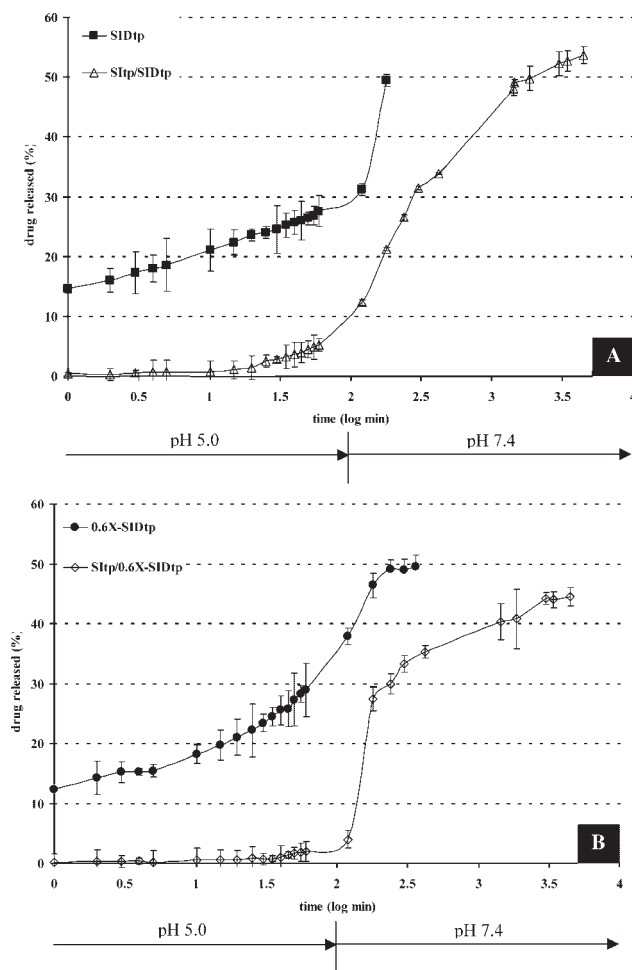 60
50
40
30
20
10
0
drug released (%)
SIDtp
SItp/SIDtp
A
0 0.5 1 1.5 2 2.5 3 3.5 4
time (log min)
pH 5.0 pH 7.4
60
50
40
30
20
10
0
drug released (%)
0.6X-SIDtp
SItp/0.6X-SIDtp
B
0 0.5 1 1.5 2 2.5 3 3.5 4
time (log min)
pH 5.0 pH 7.4